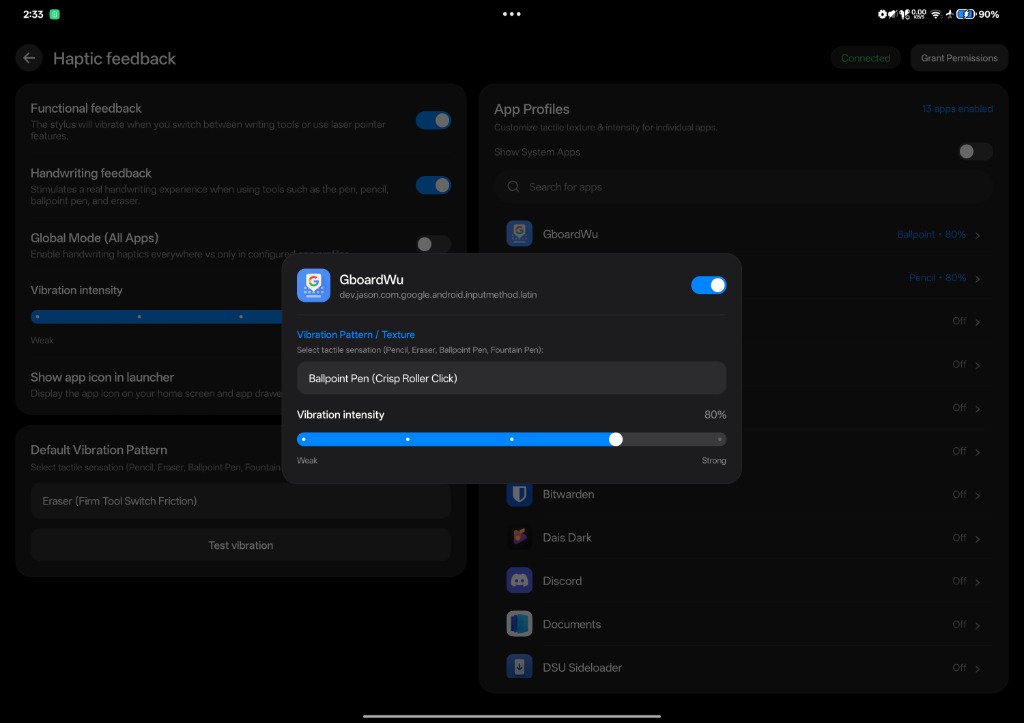 2:33
0.00
90%
Haptic feedback
Connected
Grant Permissions
Functional feedback
The stylus will vibrate when you switch between writing tools or use laser pointer
features.
Handwriting feedback
Stimulates a real handwriting experience when using tools such as the pen, pencil,
ballpoint pen, and eraser.
Global Mode (All Apps)
Enable handwriting haptics everywhere vs only in configured app profiles.
Vibration intensity
Weak
Show app icon in launcher
Display the app icon on your home screen and app drawe
Default Vibration Pattern
Select tactile sensation (Pencil, Eraser, Ballpoint Pen, Fountain
Eraser (Firm Tool Switch Friction)
Test vibration
App Profiles
13 apps enabled
Customize tactile texture & intensity for individual apps.
Show System Apps
Search for apps
GboardWu
Ballpoint • 80%
Pencil • 80%
Off
Off
Off
Off
Bitwarden
Off
Dais Dark
Off
Discord
Off
Documents
Off
DSU Sideloader
Off
GboardWu
dev.jason.com.google.android.inputmethod.latin
Vibration Pattern / Texture
Select tactile sensation (Pencil, Eraser, Ballpoint Pen, Fountain Pen):
Ballpoint Pen (Crisp Roller Click)
Vibration intensity
80%
Weak
Strong